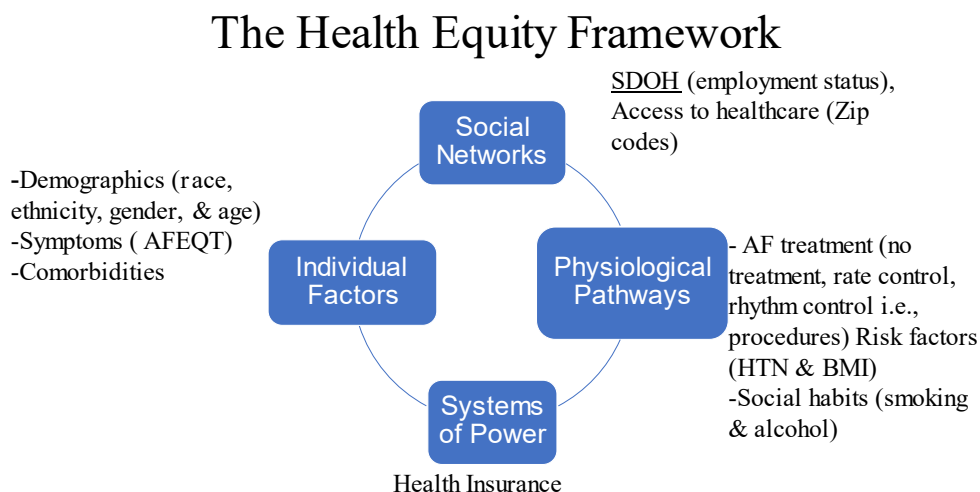 The Health Equity Framework
SDOH (employment status),
Access to healthcare (Zip
codes)
Social
Networks
-Demographics (race,
ethnicity, gender, & age)
-Symptoms ( AFEQT)
-Comorbidities
Individual
Factors
Physiological
Pathways
- AF treatment (no
treatment, rate control,
rhythm control i.e.,
procedures) Risk factors
(HTN & BMI)
-Social habits (smoking
& alcohol)
Systems
of Power
Health Insurance